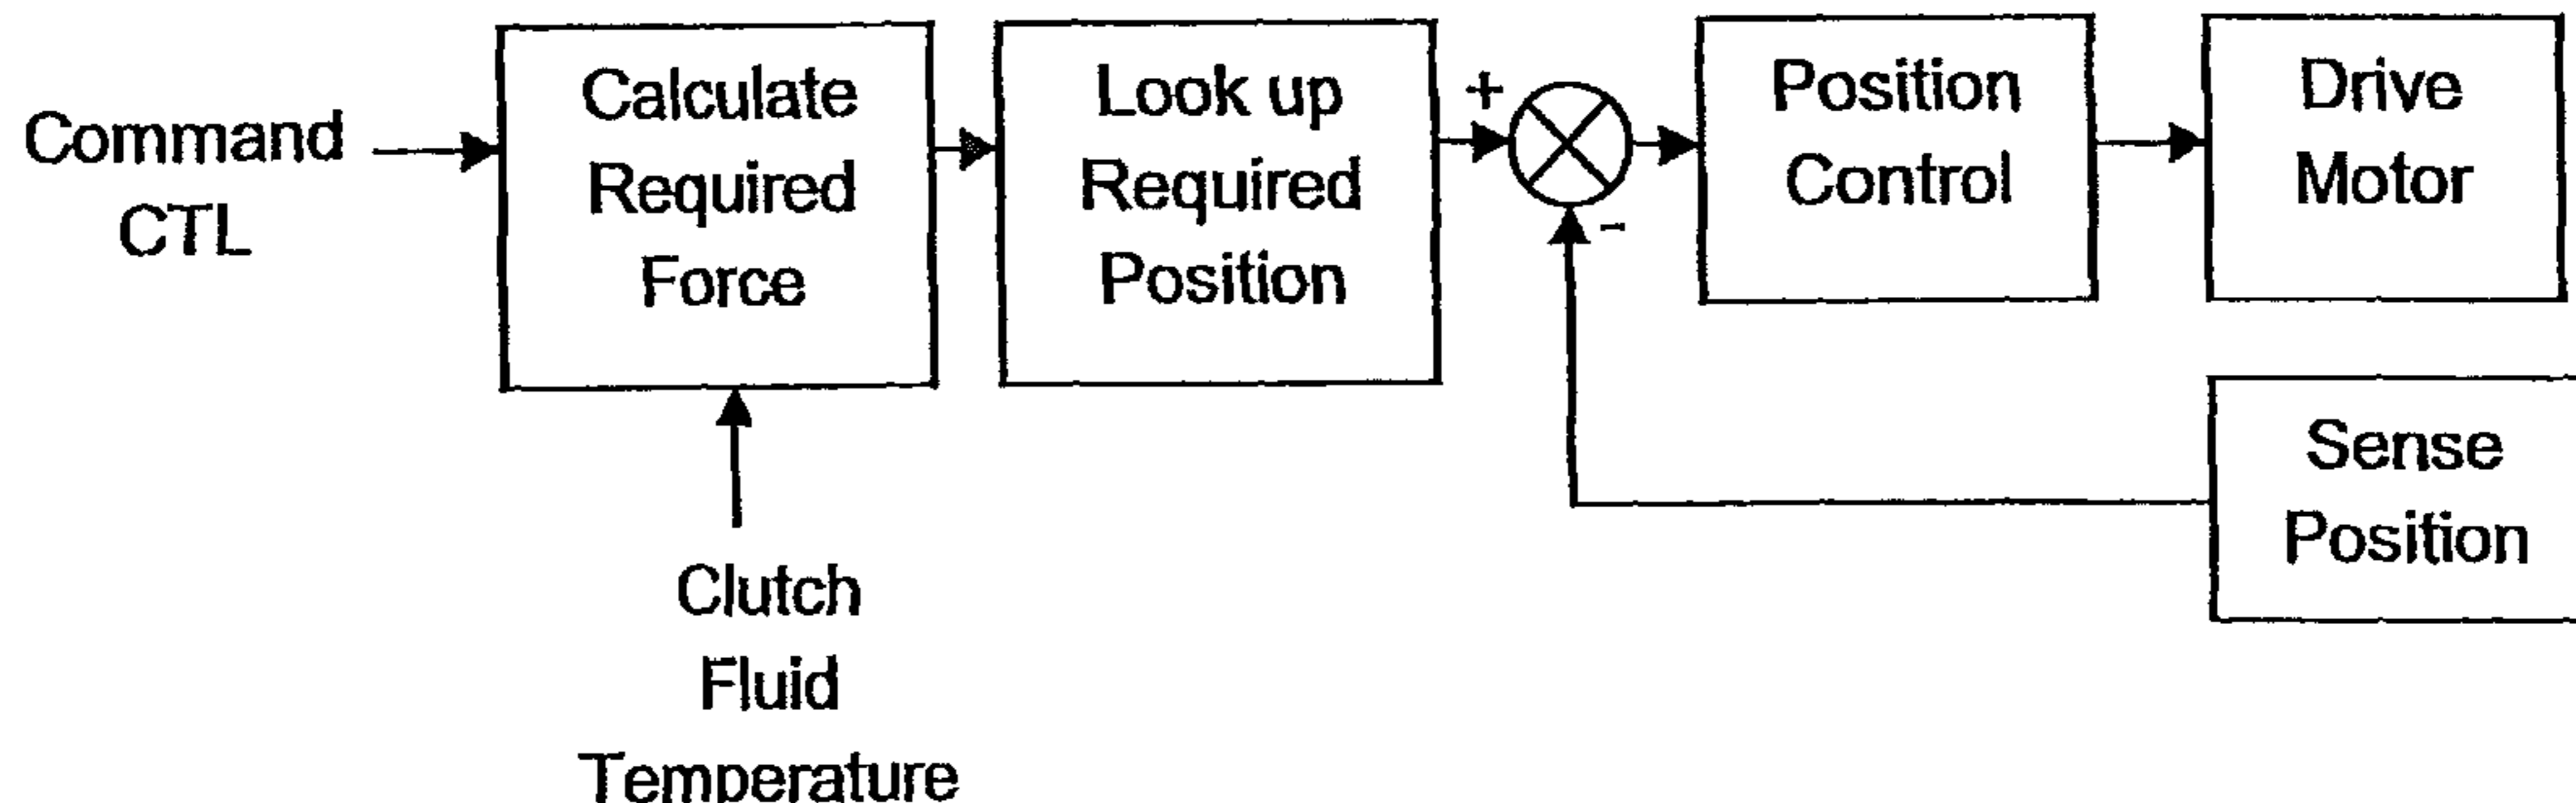 Command
CTL
Calculate
Required
Force
Look up
Required
Position
+
-
Position
Control
Drive
Motor
Sense
Position
Clutch
Fluid
Temperature